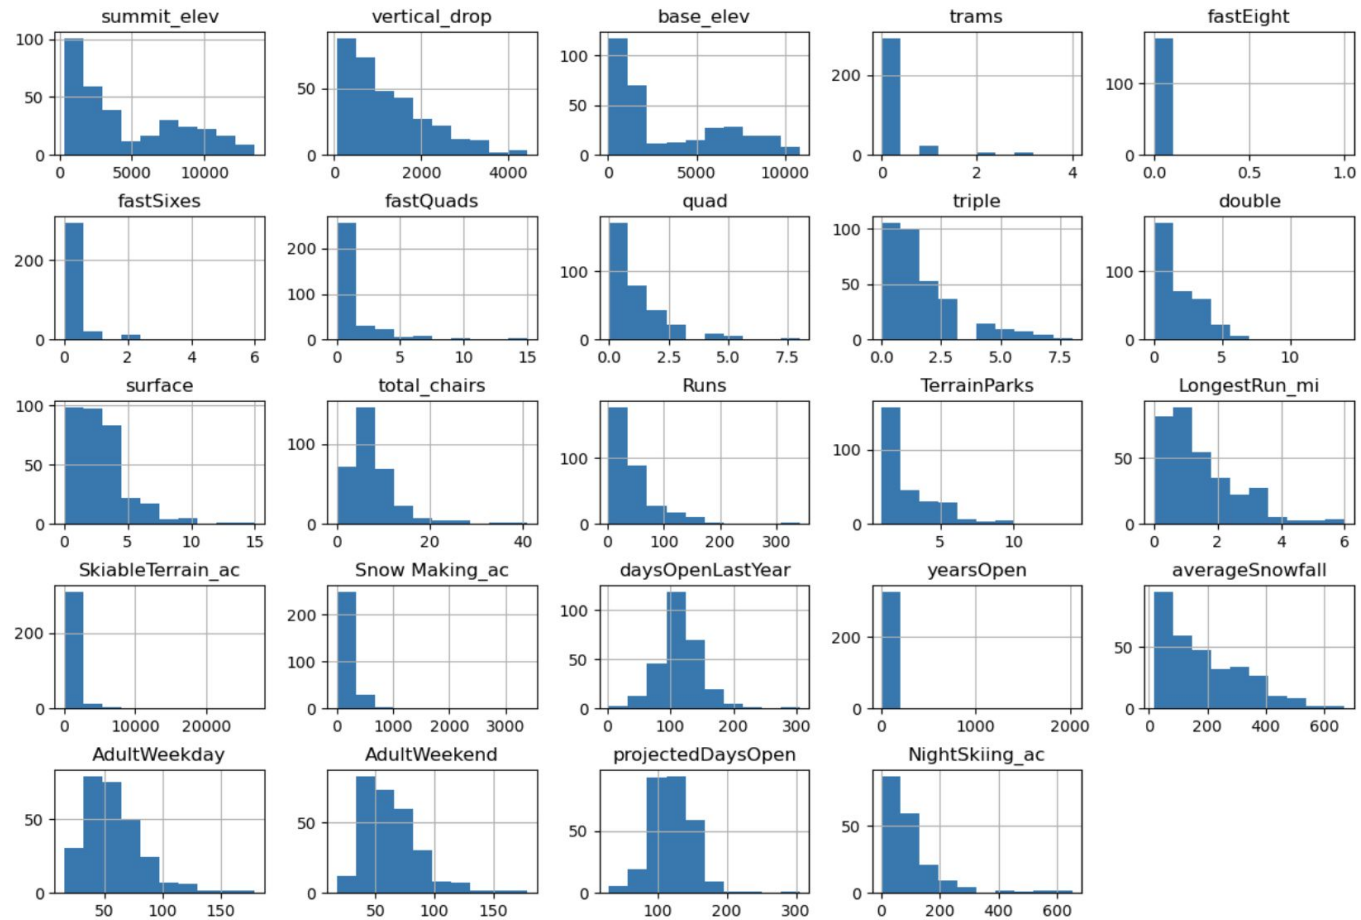 summit_elev vertical_drop base_elev trams fastEight
100 50 0 0 5000 10000
50 0 0 2000 4000
100 50 0 0 5000 10000
200 0 0 2 4
100 0 0.0 0.5 1.0
fastSixes fastQuads quad triple double
200 0 0 2 4 6
200 100 0 0 5 10 15
100 0 0.0 2.5 5.0 7.5
100 50 0 0.0 2.5 5.0 7.5
100 0 0 5 10
surface total_chairs Runs TerrainParks LongestRun_mi
100 50 0 0 5 10 15
100 0 0 20 40
100 0 0 100 200 300
100 0 5 10
50 0 0 2 4 6
SkiableTerrain_ac Snow Making_ac daysOpenLastYear yearsOpen averageSnowfall
200 0 0 10000 20000
200 100 0 0 1000 2000 3000
100 50 0 0 100 200 300
200 0 0 1000 2000
50 0 0 200 400 600
AdultWeekday AdultWeekend projectedDaysOpen NightSkiing_ac
50 0 50 100 150
50 0 50 100 150
50 0 100 200 300
50 0 0 200 400 600